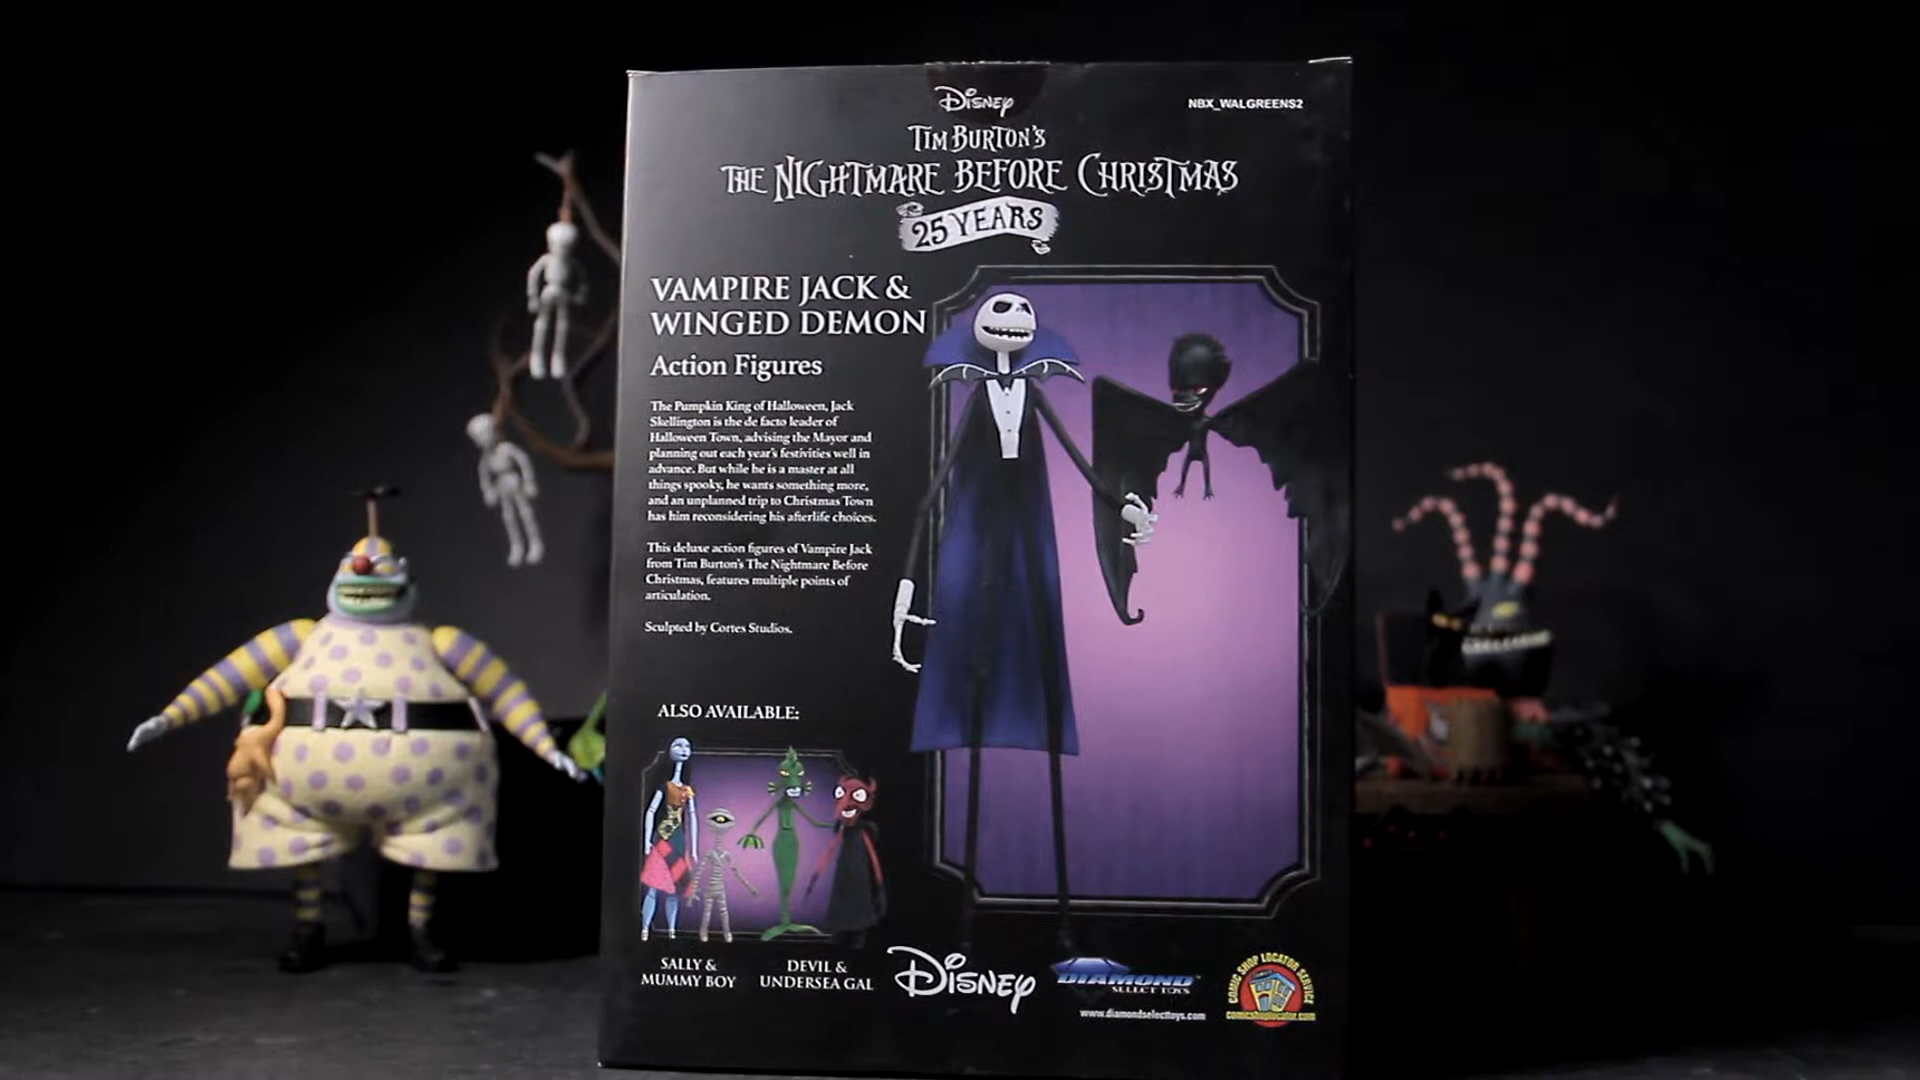 Disney
NBX_WALGREENS2
TIM BURTON'S
THE NIGHTMARE BEFORE CHRISTMAS
25 YEARS
VAMPIRE JACK &
WINGED DEMON
Action Figures
The Pumpkin King of Halloween, Jack
Skellington is the de facto leader of
Halloween Town, advising the Mayor and
planning out each year's festivities well in
advance. But while he is a master at all
things spooky, he wants something more,
and an unplanned trip to Christmas Town
has him reconsidering his afterlife choices.
This deluxe action figures of Vampire Jack
from Tim Burton's The Nightmare Before
Christmas, features multiple points of
articulation.
Sculpted by Cortes Studios.
ALSO AVAILABLE:
SALLY &
MUMMY BOY
DEVIL &
UNDERSEA GAL
Disney
DIAMOND™
SELECT TOYS
www.diamondselecttoys.com
COMIC SHOP LOCATOR SERVICE
comicshoplocator.com